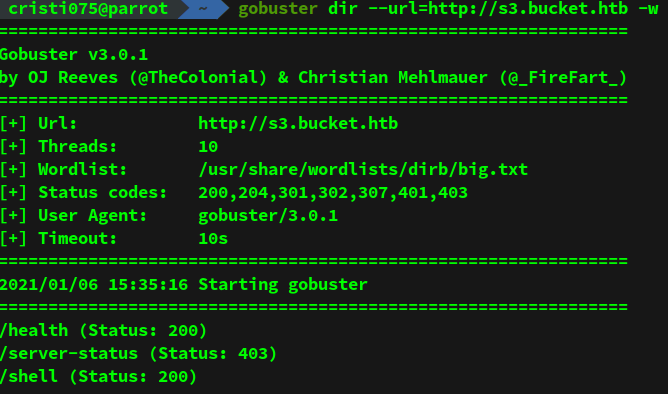 cristi075@parrot ~ gobuster dir --url=http://s3.bucket.htb -w
===============================================================
Gobuster v3.0.1
by OJ Reeves (@TheColonial) & Christian Mehlmauer (@_FireFart_)
===============================================================
[+] Url:            http://s3.bucket.htb
[+] Threads:        10
[+] Wordlist:       /usr/share/wordlists/dirb/big.txt
[+] Status codes:   200,204,301,302,307,401,403
[+] User Agent:     gobuster/3.0.1
[+] Timeout:        10s
===============================================================
2021/01/06 15:35:16 Starting gobuster
===============================================================
/health (Status: 200)
/server-status (Status: 403)
/shell (Status: 200)